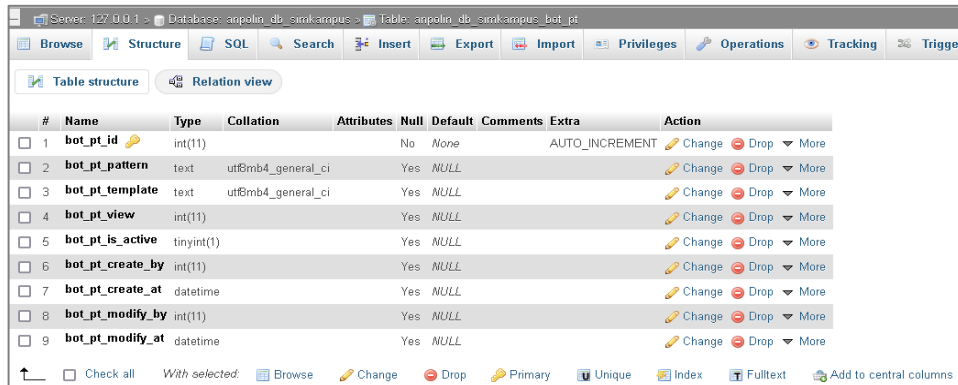 Server: 127.0.0.1 » Database: anpolin_db_simkampus » Table: anpolin_db_simkampus_bot_pt
Browse Structure SQL Search Insert Export Import Privileges Operations Tracking Trigge
Table structure Relation view
# Name Type Collation Attributes Null Default Comments Extra Action
1 bot_pt_id int(11) No None AUTO_INCREMENT Change Drop More
2 bot_pt_pattern text utf8mb4_general_ci Yes NULL Change Drop More
3 bot_pt_template text utf8mb4_general_ci Yes NULL Change Drop More
4 bot_pt_view int(11) Yes NULL Change Drop More
5 bot_pt_is_active tinyint(1) Yes NULL Change Drop More
6 bot_pt_create_by int(11) Yes NULL Change Drop More
7 bot_pt_create_at datetime Yes NULL Change Drop More
8 bot_pt_modify_by int(11) Yes NULL Change Drop More
9 bot_pt_modify_at datetime Yes NULL Change Drop More
Check all With selected: Browse Change Drop Primary Unique Index Fulltext Add to central columns